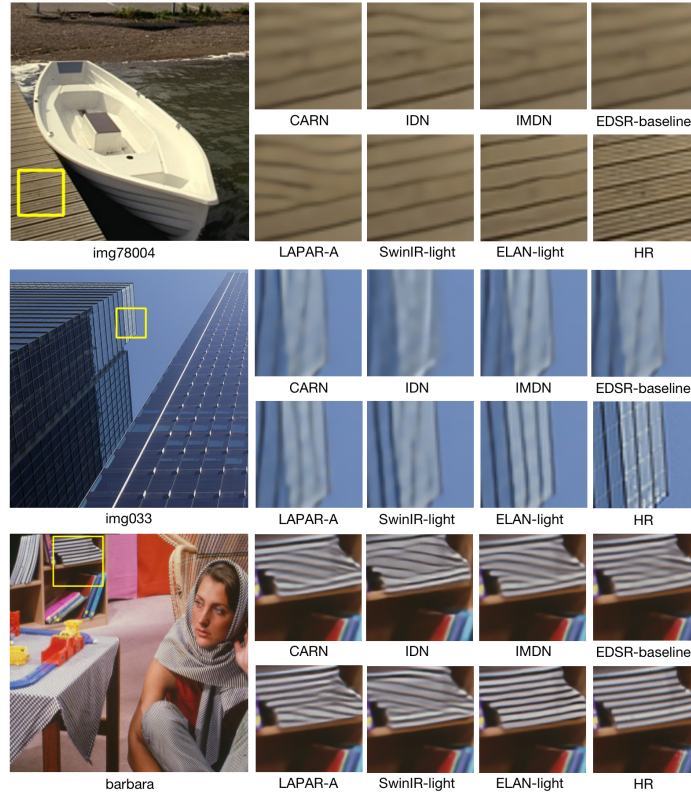 CARN IDN IMDN EDSR-baseline
LAPAR-A SwinIR-light ELAN-light HR
img78004
CARN IDN IMDN EDSR-baseline
LAPAR-A SwinIR-light ELAN-light HR
img033
CARN IDN IMDN EDSR-baseline
LAPAR-A SwinIR-light ELAN-light HR
barbara